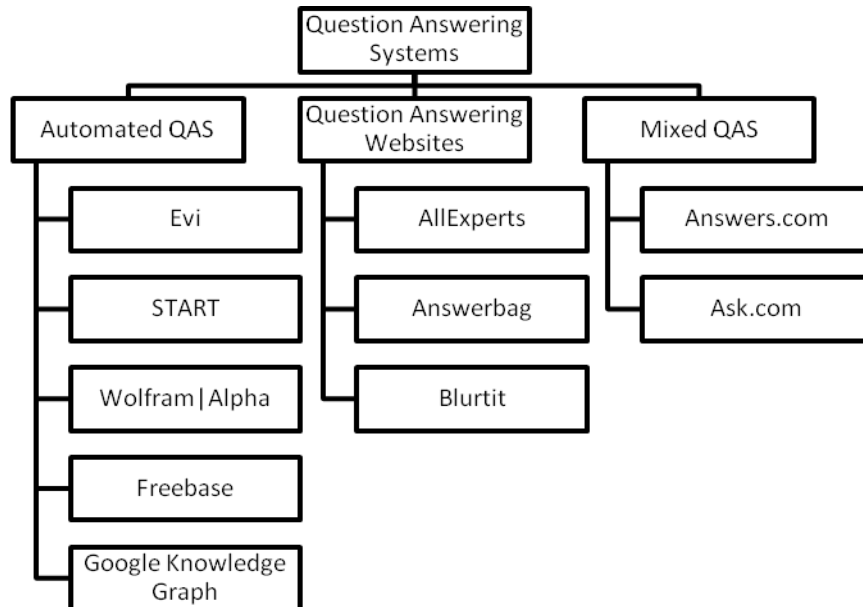 Question Answering
Systems
Automated QAS
Question Answering
Websites
Mixed QAS
Evi
AllExperts
Answers.com
START
Answerbag
Ask.com
Wolfram|Alpha
Blurtit
Freebase
Google Knowledge
Graph